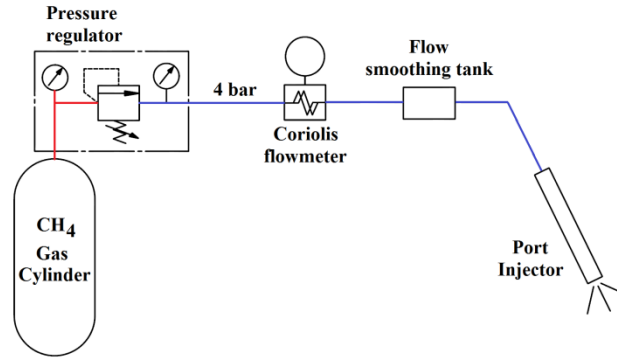 Pressure
regulator
4 bar
Coriolis
flowmeter
Flow
smoothing tank
CH4
Gas
Cylinder
Port
Injector